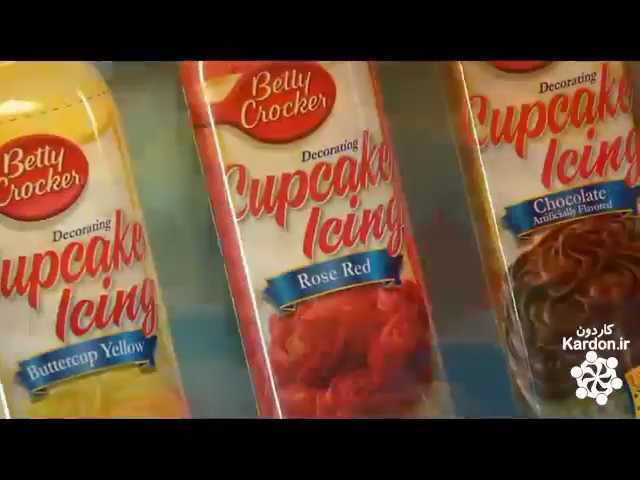 Betty
Crocker
Decorating
Cupcake
Icing
Buttercup Yellow
Betty
Crocker
Decorating
Cupcake
Icing
Rose Red
Decorating
Cupcake
Icing
Chocolate
Artificially Flavored
کاردون
Kardon.ir